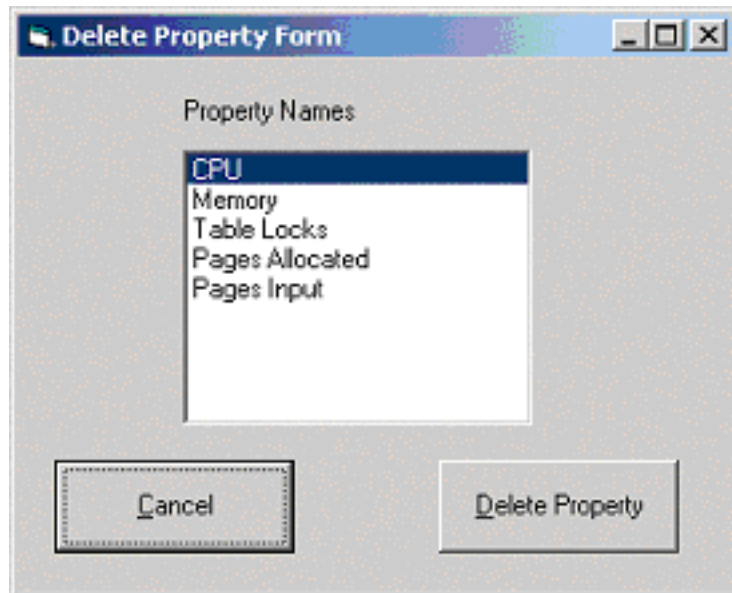 Delete Property Form
Property Names
CPU
Memory
Table Locks
Pages Allocated
Pages Input
Cancel
Delete Property